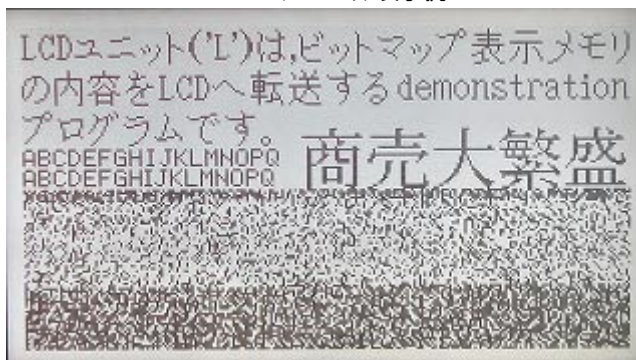 LCDユニット('L')は,ビットマップ表示メモリ
の内容をLCDへ転送するdemonstration
プログラムです。
商売大繁盛
ABCDEFGHIJKLMNOPQ
ABCDEFGHIJKLMNOPQ